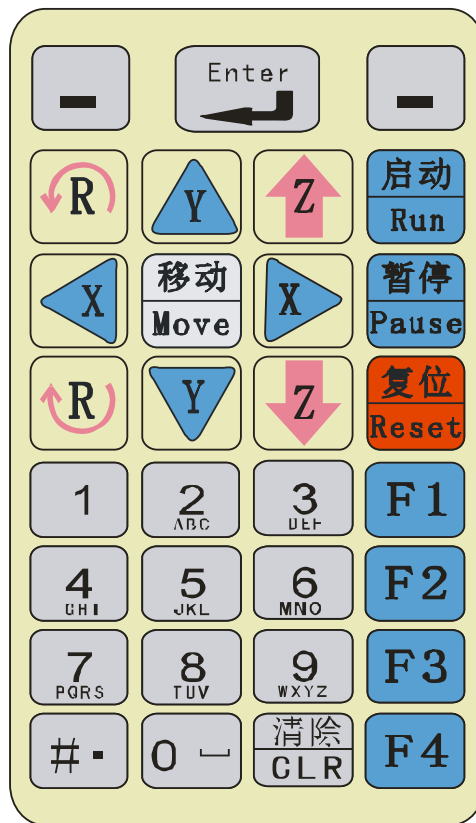 Enter
R
Y
Z
启动
Run
X
移动
Move
X
暂停
Pause
R
Y
Z
复位
Reset
1
2
ABC
3
DEF
F1
4
GHI
5
JKL
6
MNO
F2
7
PQRS
8
TUV
9
WXYZ
F3
#
0
清除
CLR
F4